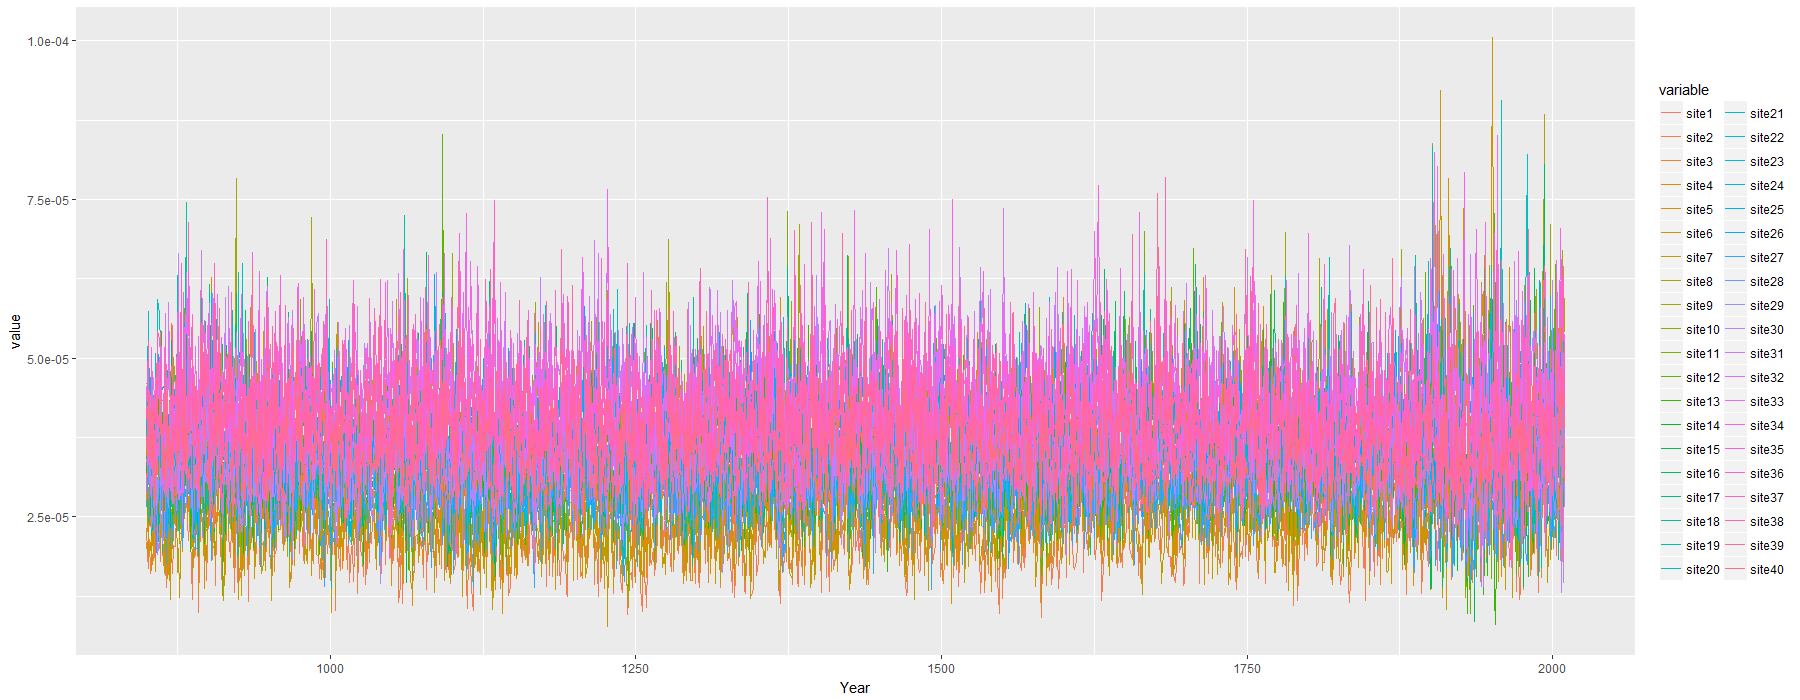 1.0e-04
7.5e-05
5.0e-05
2.5e-05
value
1000 1250 1500 1750 2000
Year
variable
site1 site21
site2 site22
site3 site23
site4 site24
site5 site25
site6 site26
site7 site27
site8 site28
site9 site29
site10 site30
site11 site31
site12 site32
site13 site33
site14 site34
site15 site35
site16 site36
site17 site37
site18 site38
site19 site39
site20 site40